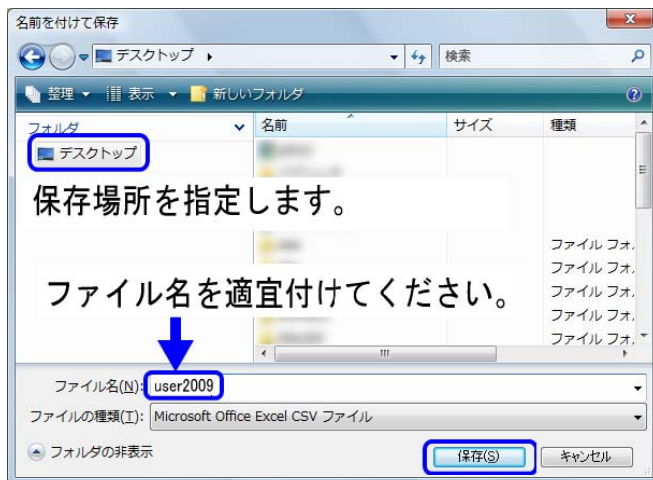 名前を付けて保存
デスクトップ
検索
整理 表示 新しいフォルダ
フォルダ 名前 サイズ 種類
デスクトップ
保存場所を指定します。
ファイル フォ.
ファイル名を適宜付けてください。
ファイル フォ.
ファイル フォ.
ファイル フォ.
ファイル フォ.
ファイル名(N): user2009
ファイルの種類(T): Microsoft Office Excel CSV ファイル
フォルダの非表示 保存(S) キャンセル